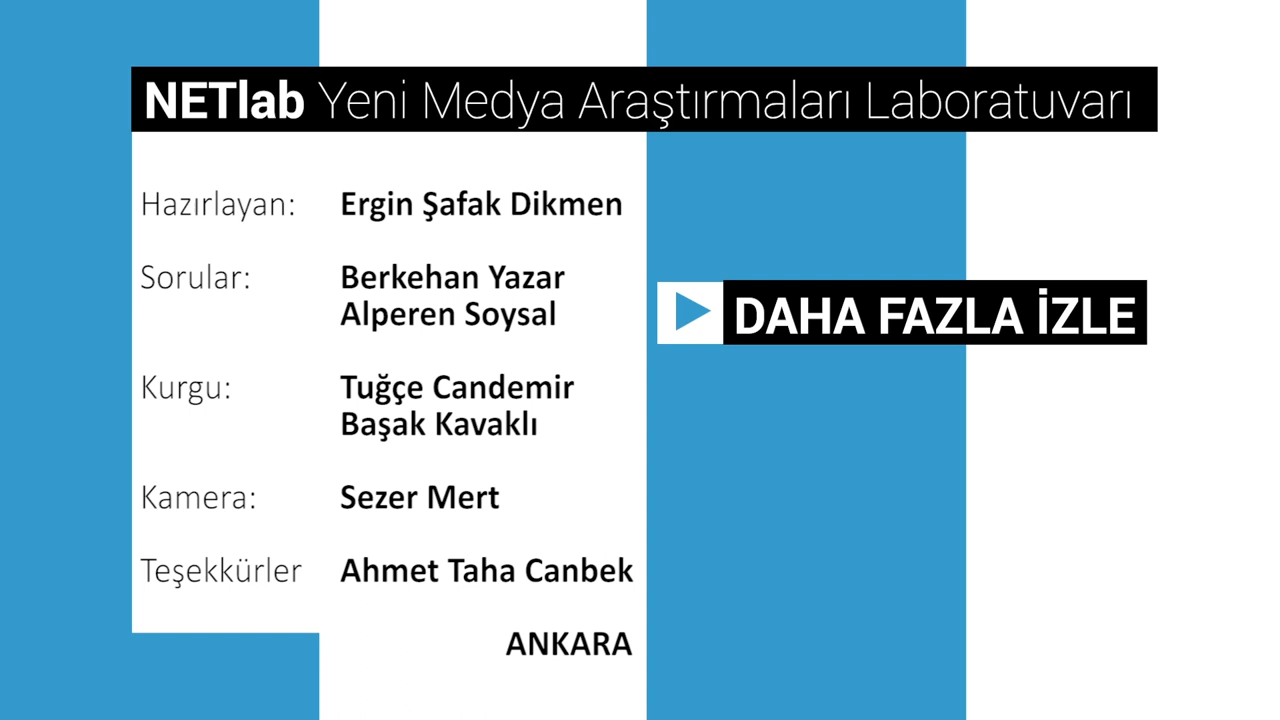 NETlab Yeni Medya Araştırmaları Laboratuvarı
Hazırlayan: Ergin Şafak Dikmen
Sorular: Berkehan Yazar
Alperen Soysal
DAHA FAZLA İZLE
Kurgu: Tuğçe Candemir
Başak Kavaklı
Kamera: Sezer Mert
Teşekkürler Ahmet Taha Canbek
ANKARA